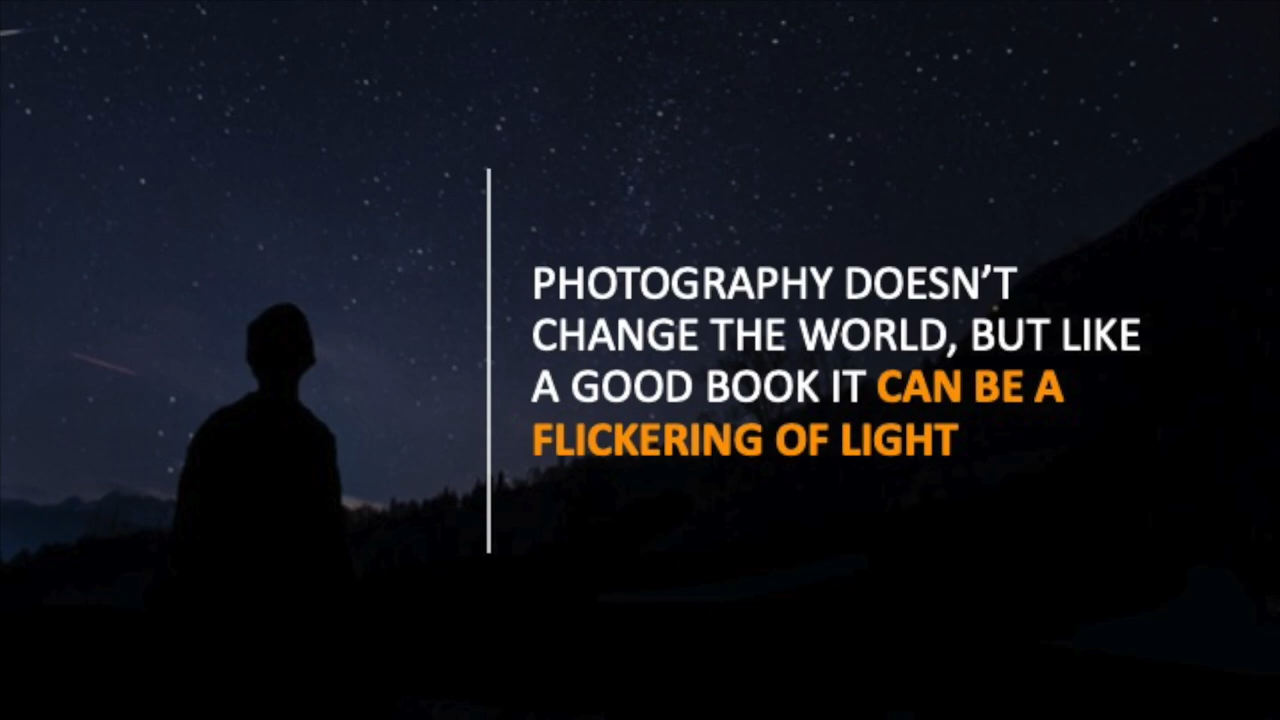 PHOTOGRAPHY DOESN’T
CHANGE THE WORLD, BUT LIKE
A GOOD BOOK IT CAN BE A
FLICKERING OF LIGHT